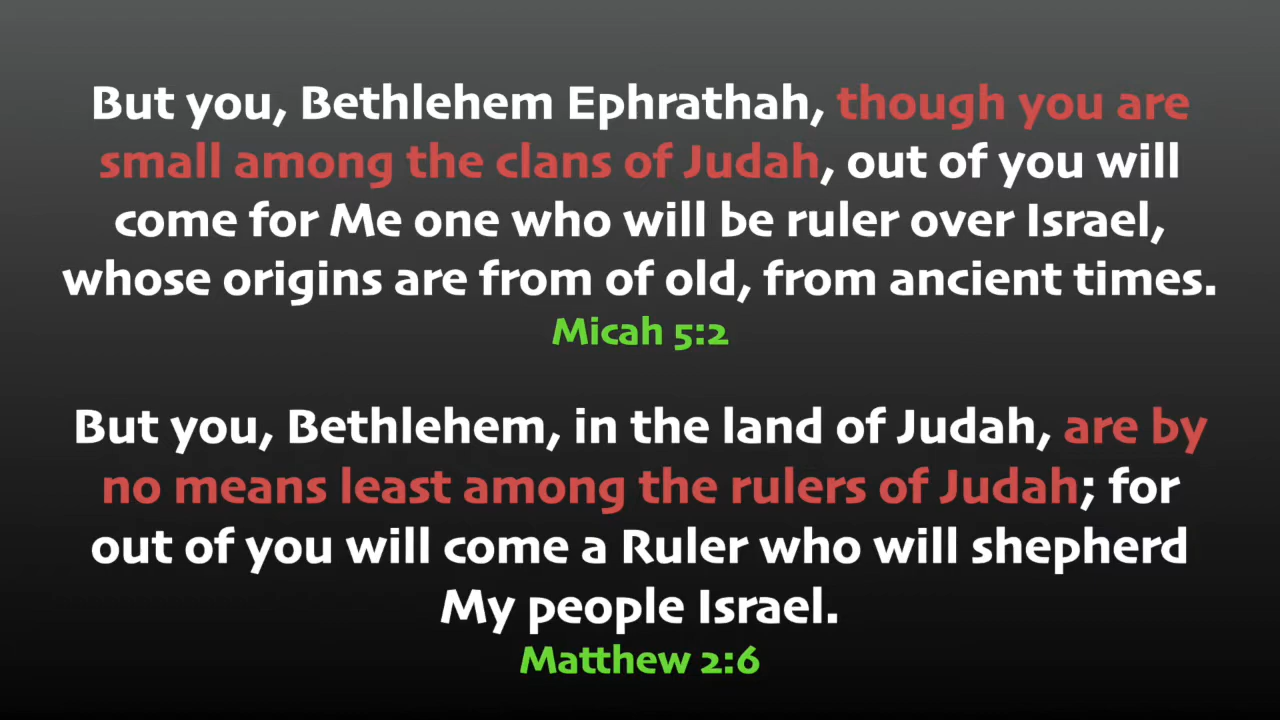 But you, Bethlehem Ephrathah, though you are
small among the clans of Judah, out of you will
come for Me one who will be ruler over Israel,
whose origins are from of old, from ancient times.
Micah 5:2
But you, Bethlehem, in the land of Judah, are by
no means least among the rulers of Judah; for
out of you will come a Ruler who will shepherd
My people Israel.
Matthew 2:6